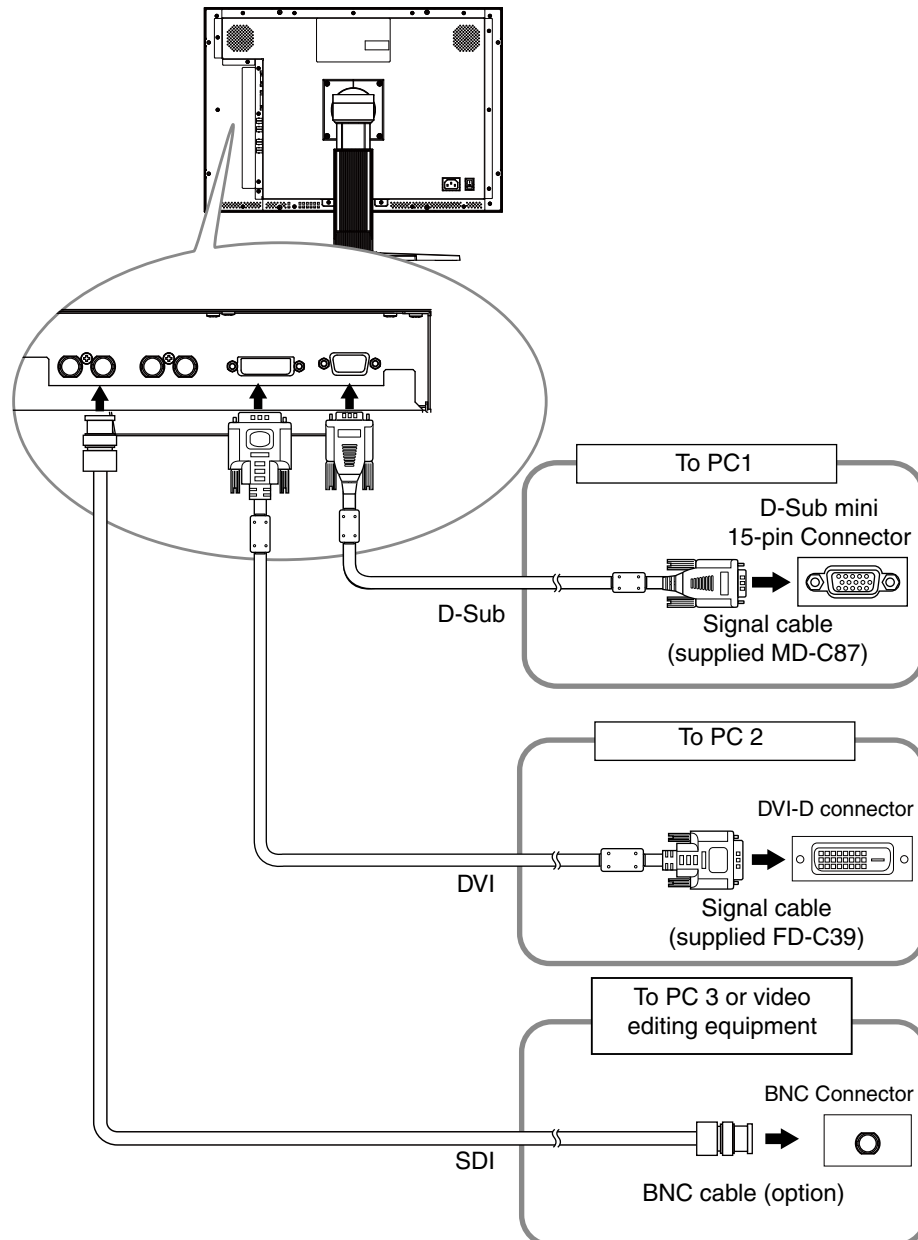 To PC1
D-Sub mini
15-pin Connector
D-Sub
Signal cable
(supplied MD-C87)
To PC 2
DVI-D connector
DVI
Signal cable
(supplied FD-C39)
To PC 3 or video
editing equipment
BNC Connector
SDI
BNC cable (option)